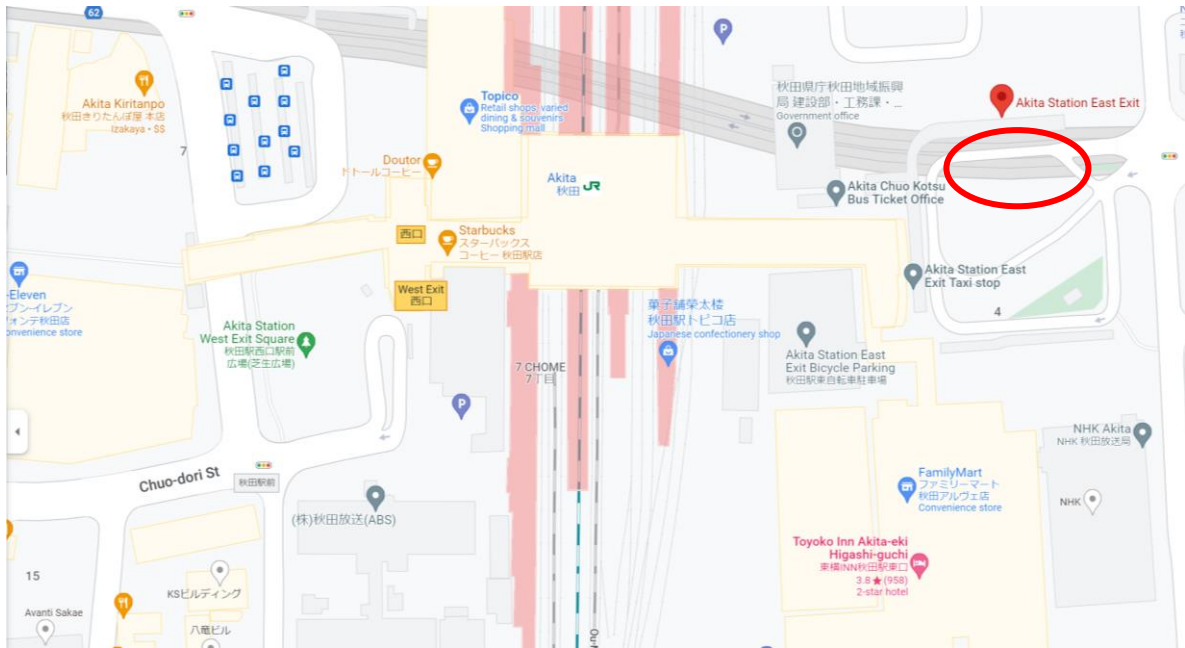 62
Akita Kiritanpo
秋田きりたんぽ屋 本店
Izakaya・$$
7
Topico
Retail shops, varied
dining & souvenirs
Shopping mall
Doutor
ドトールコーヒー
Akita
秋田
JR
P
秋田県庁秋田地域振興
局 建設部・工務課・...
Government office
Akita Station East Exit
Akita Chuo Kotsu
Bus Ticket Office
西口
Starbucks
スターバックス
コーヒー 秋田駅店
West Exit
西口
Akita Station East
Exit Taxi stop
4
-Eleven
ブン-イレブン
フォンテ秋田店
onvenience store
Akita Station
West Exit Square
秋田駅西口駅前
広場(芝生広場)
菓子舗榮太楼
秋田駅トピコ店
Japanese confectionery shop
7 CHOME
7丁目
Akita Station East
Exit Bicycle Parking
秋田駅東自転車駐車場
P
NHK Akita
NHK 秋田放送局
Chuo-dori St
秋田駅前
(株)秋田放送(ABS)
FamilyMart
ファミリーマート
秋田アルヴェ店
Convenience store
NHK
Toyoko Inn Akita-eki
Higashi-guchi
東横INN秋田駅東口
3.8★(958)
2-star hotel
15
KSビルディング
Avanti Sakae
八竜ビル